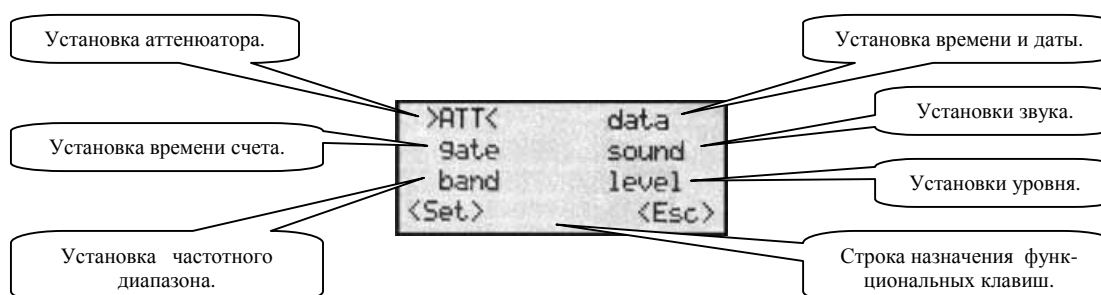 Установка аттенюатора.
Установка времени и даты.
>ATT< data
Установки звука.
gate sound
Установка времени счета.
band level
Установки уровня.
<Set> <Esc>
Установка частотного
диапазона.
Строка назначения функ-
циональных клавиш.